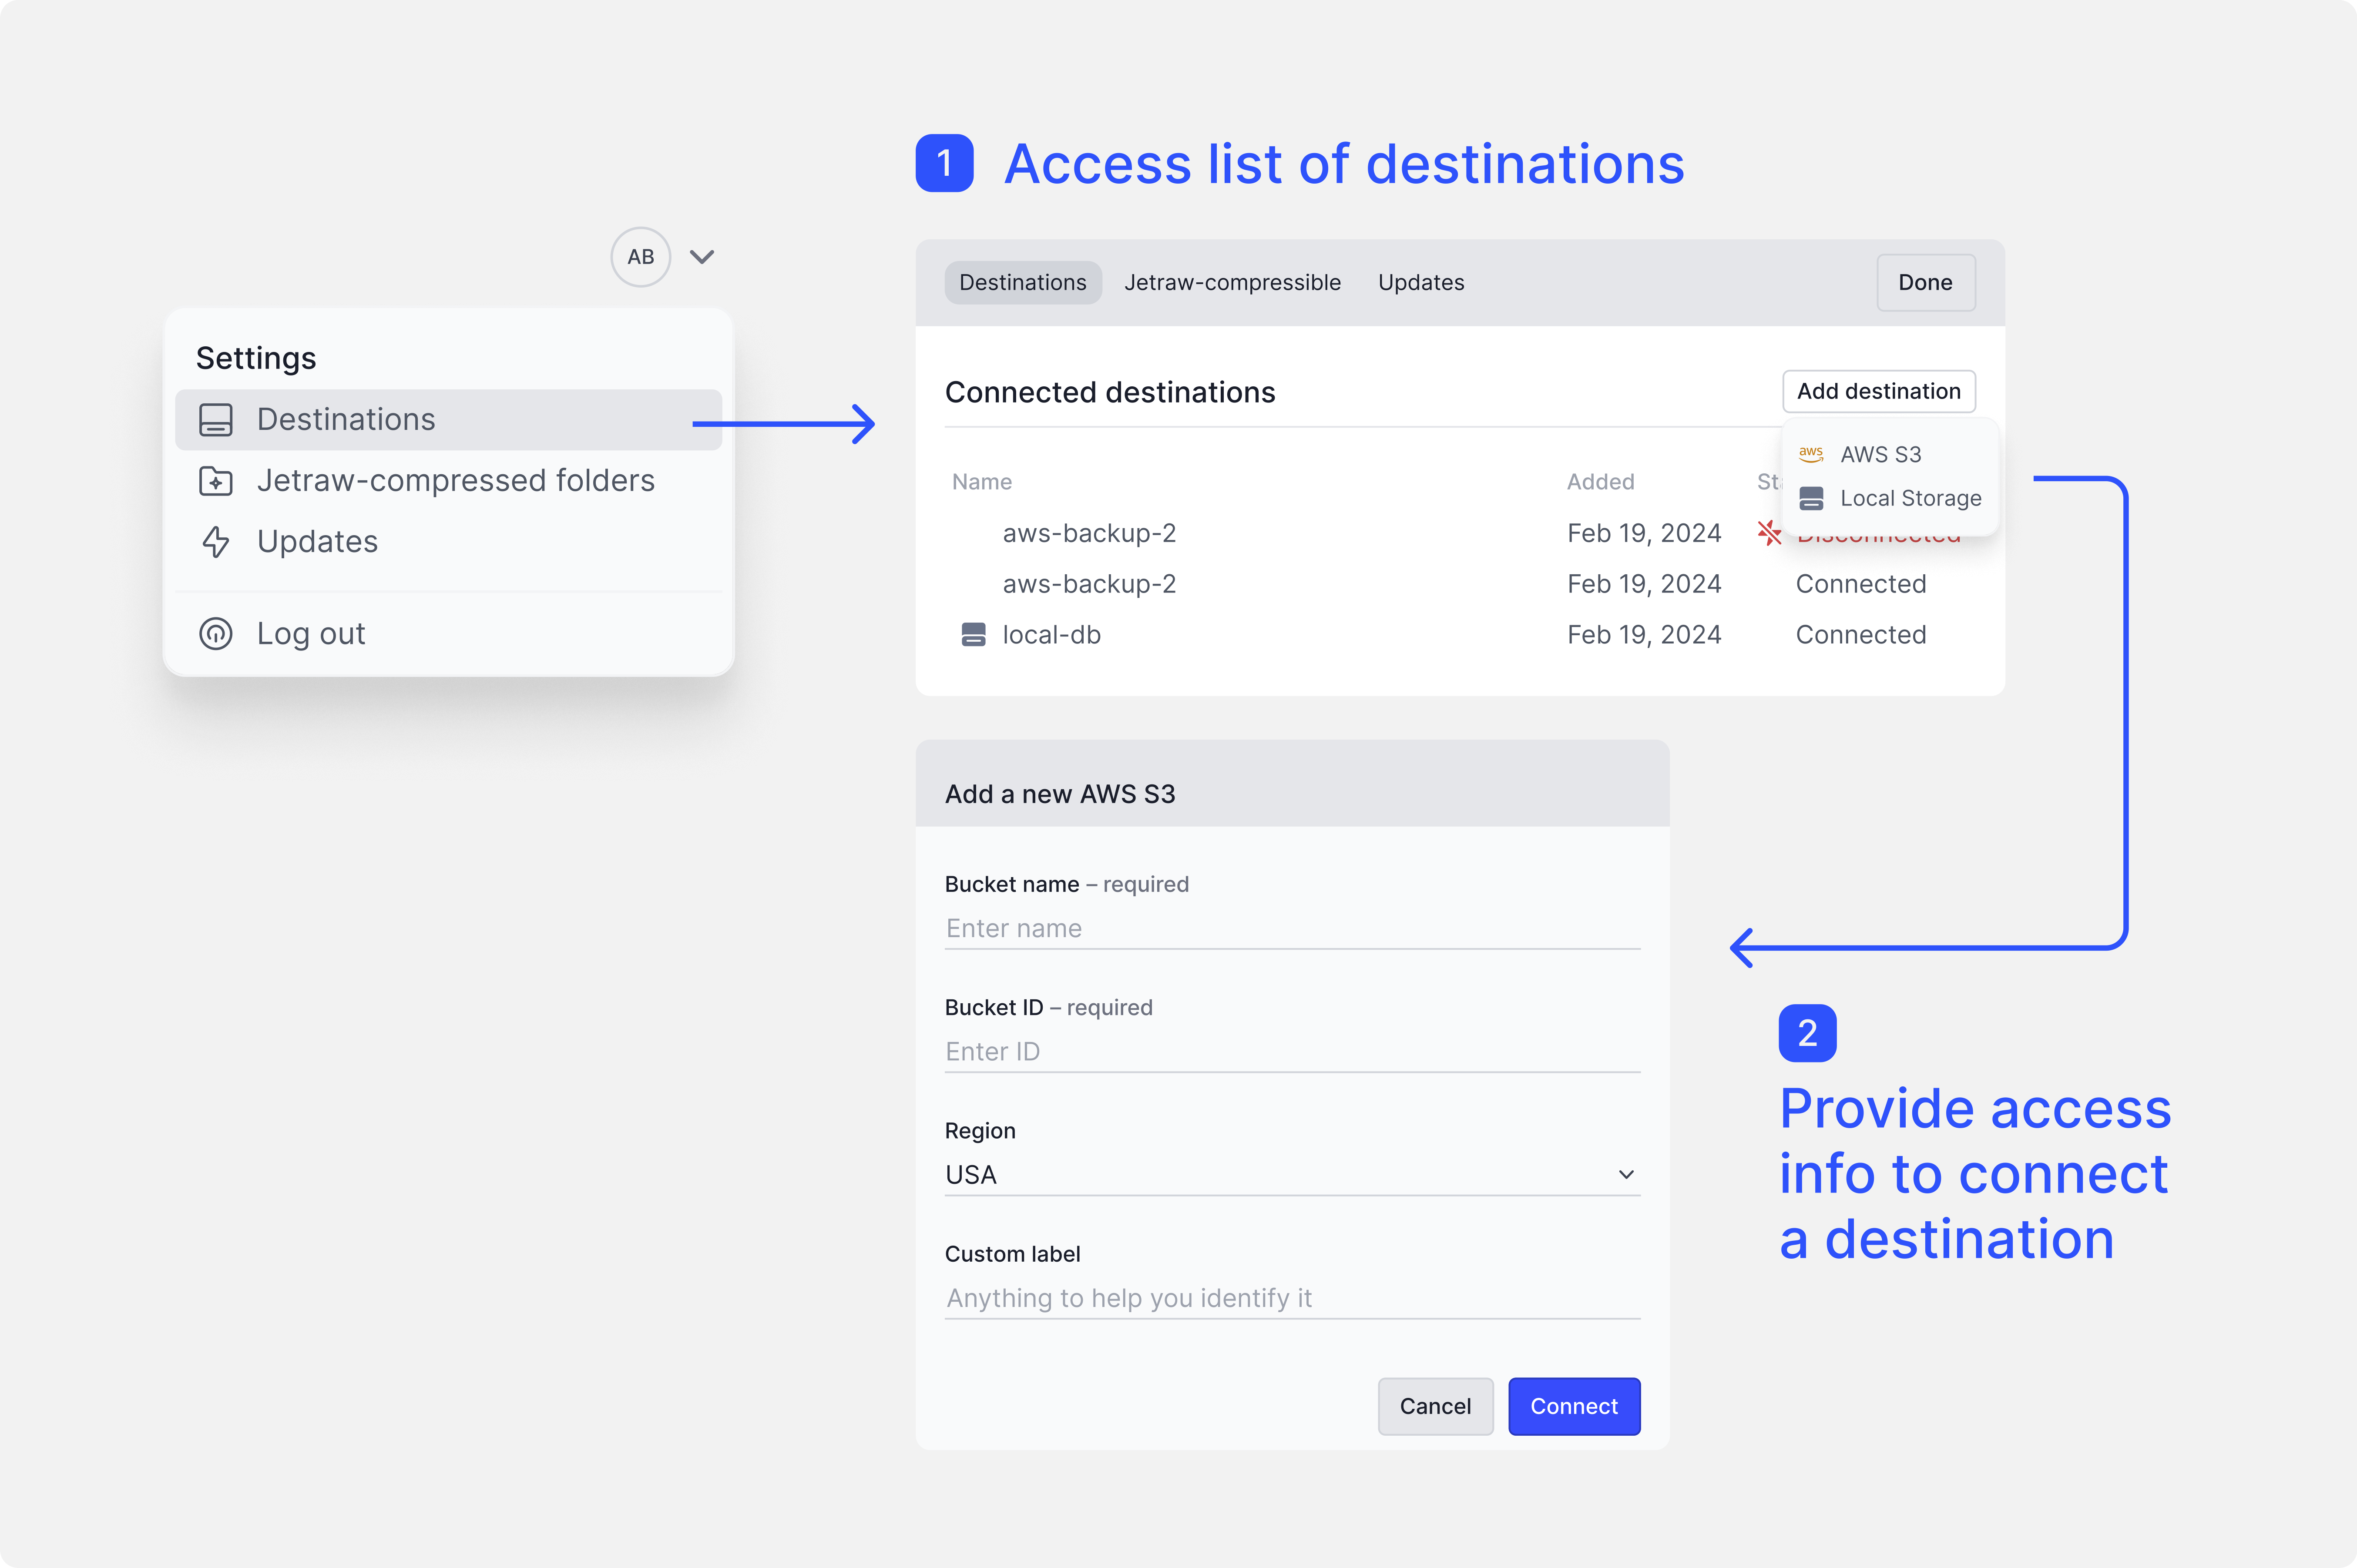 1 Access list of destinations
AB
Settings
Destinations
Jetraw-compressed folders
Updates
Log out
Destinations Jetraw-compressible Updates Done
Connected destinations Add destination
aws AWS S3
Local Storage
Name Added
aws-backup-2 Feb 19, 2024 Disconnected
aws-backup-2 Feb 19, 2024 Connected
local-db Feb 19, 2024 Connected
Add a new AWS S3
Bucket name – required
Enter name
Bucket ID – required
Enter ID
Region
USA
Custom label
Anything to help you identify it
Cancel Connect
2
Provide access
info to connect
a destination